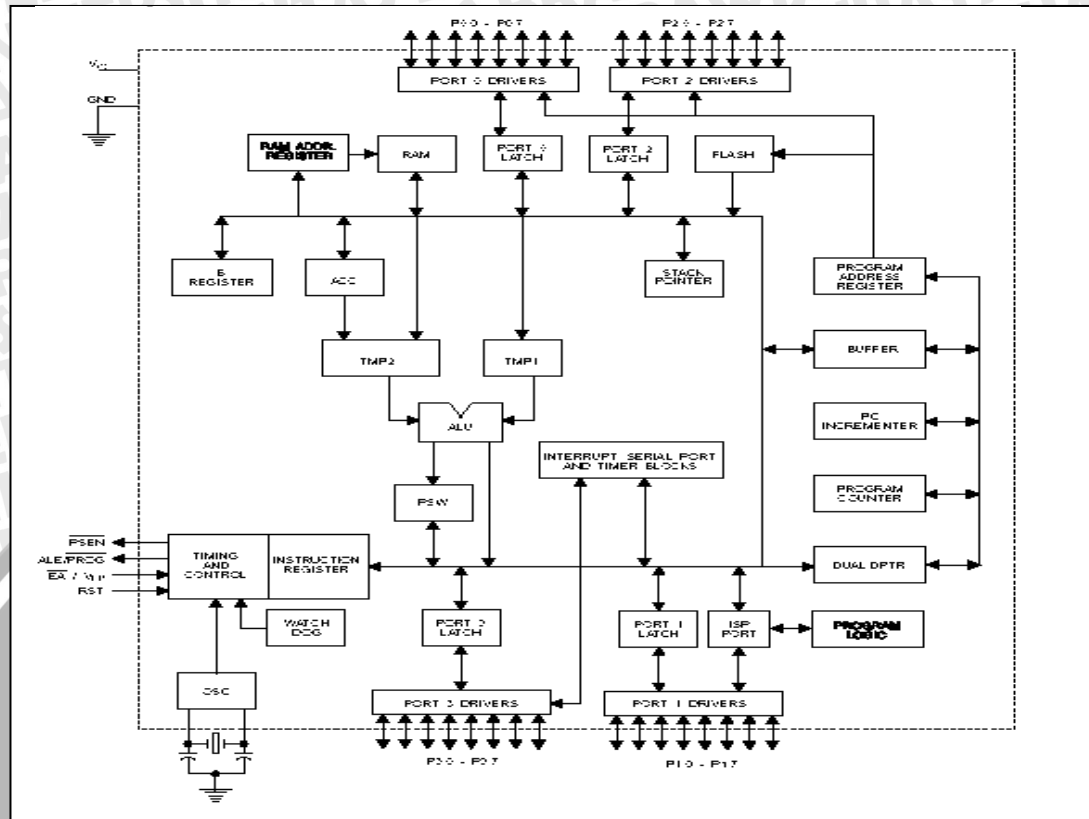 P0.0 - P0.7
P2.0 - P2.7
VCC
GND
PORT 0 DRIVERS
PORT 2 DRIVERS
RAM ADDR.
REGISTER
RAM
PORT 0
LATCH
PORT 2
LATCH
FLASH
B
REGISTER
ACC
STACK
POINTER
PROGRAM
ADDRESS
REGISTER
TMP2
TMP1
BUFFER
ALU
PC
INCREMENTER
INTERRUPT, SERIAL PORT,
AND TIMER BLOCKS
PSW
PROGRAM
COUNTER
PSEN
ALE/PROG
EA / VPP
RST
TIMING
AND
CONTROL
INSTRUCTION
REGISTER
DUAL DPTR
WATCH
DOG
PORT 3
LATCH
PORT 1
LATCH
ISP
PORT
PROGRAM
LOGIC
OSC
PORT 3 DRIVERS
PORT 1 DRIVERS
P3.0 - P3.7
P1.0 - P1.7